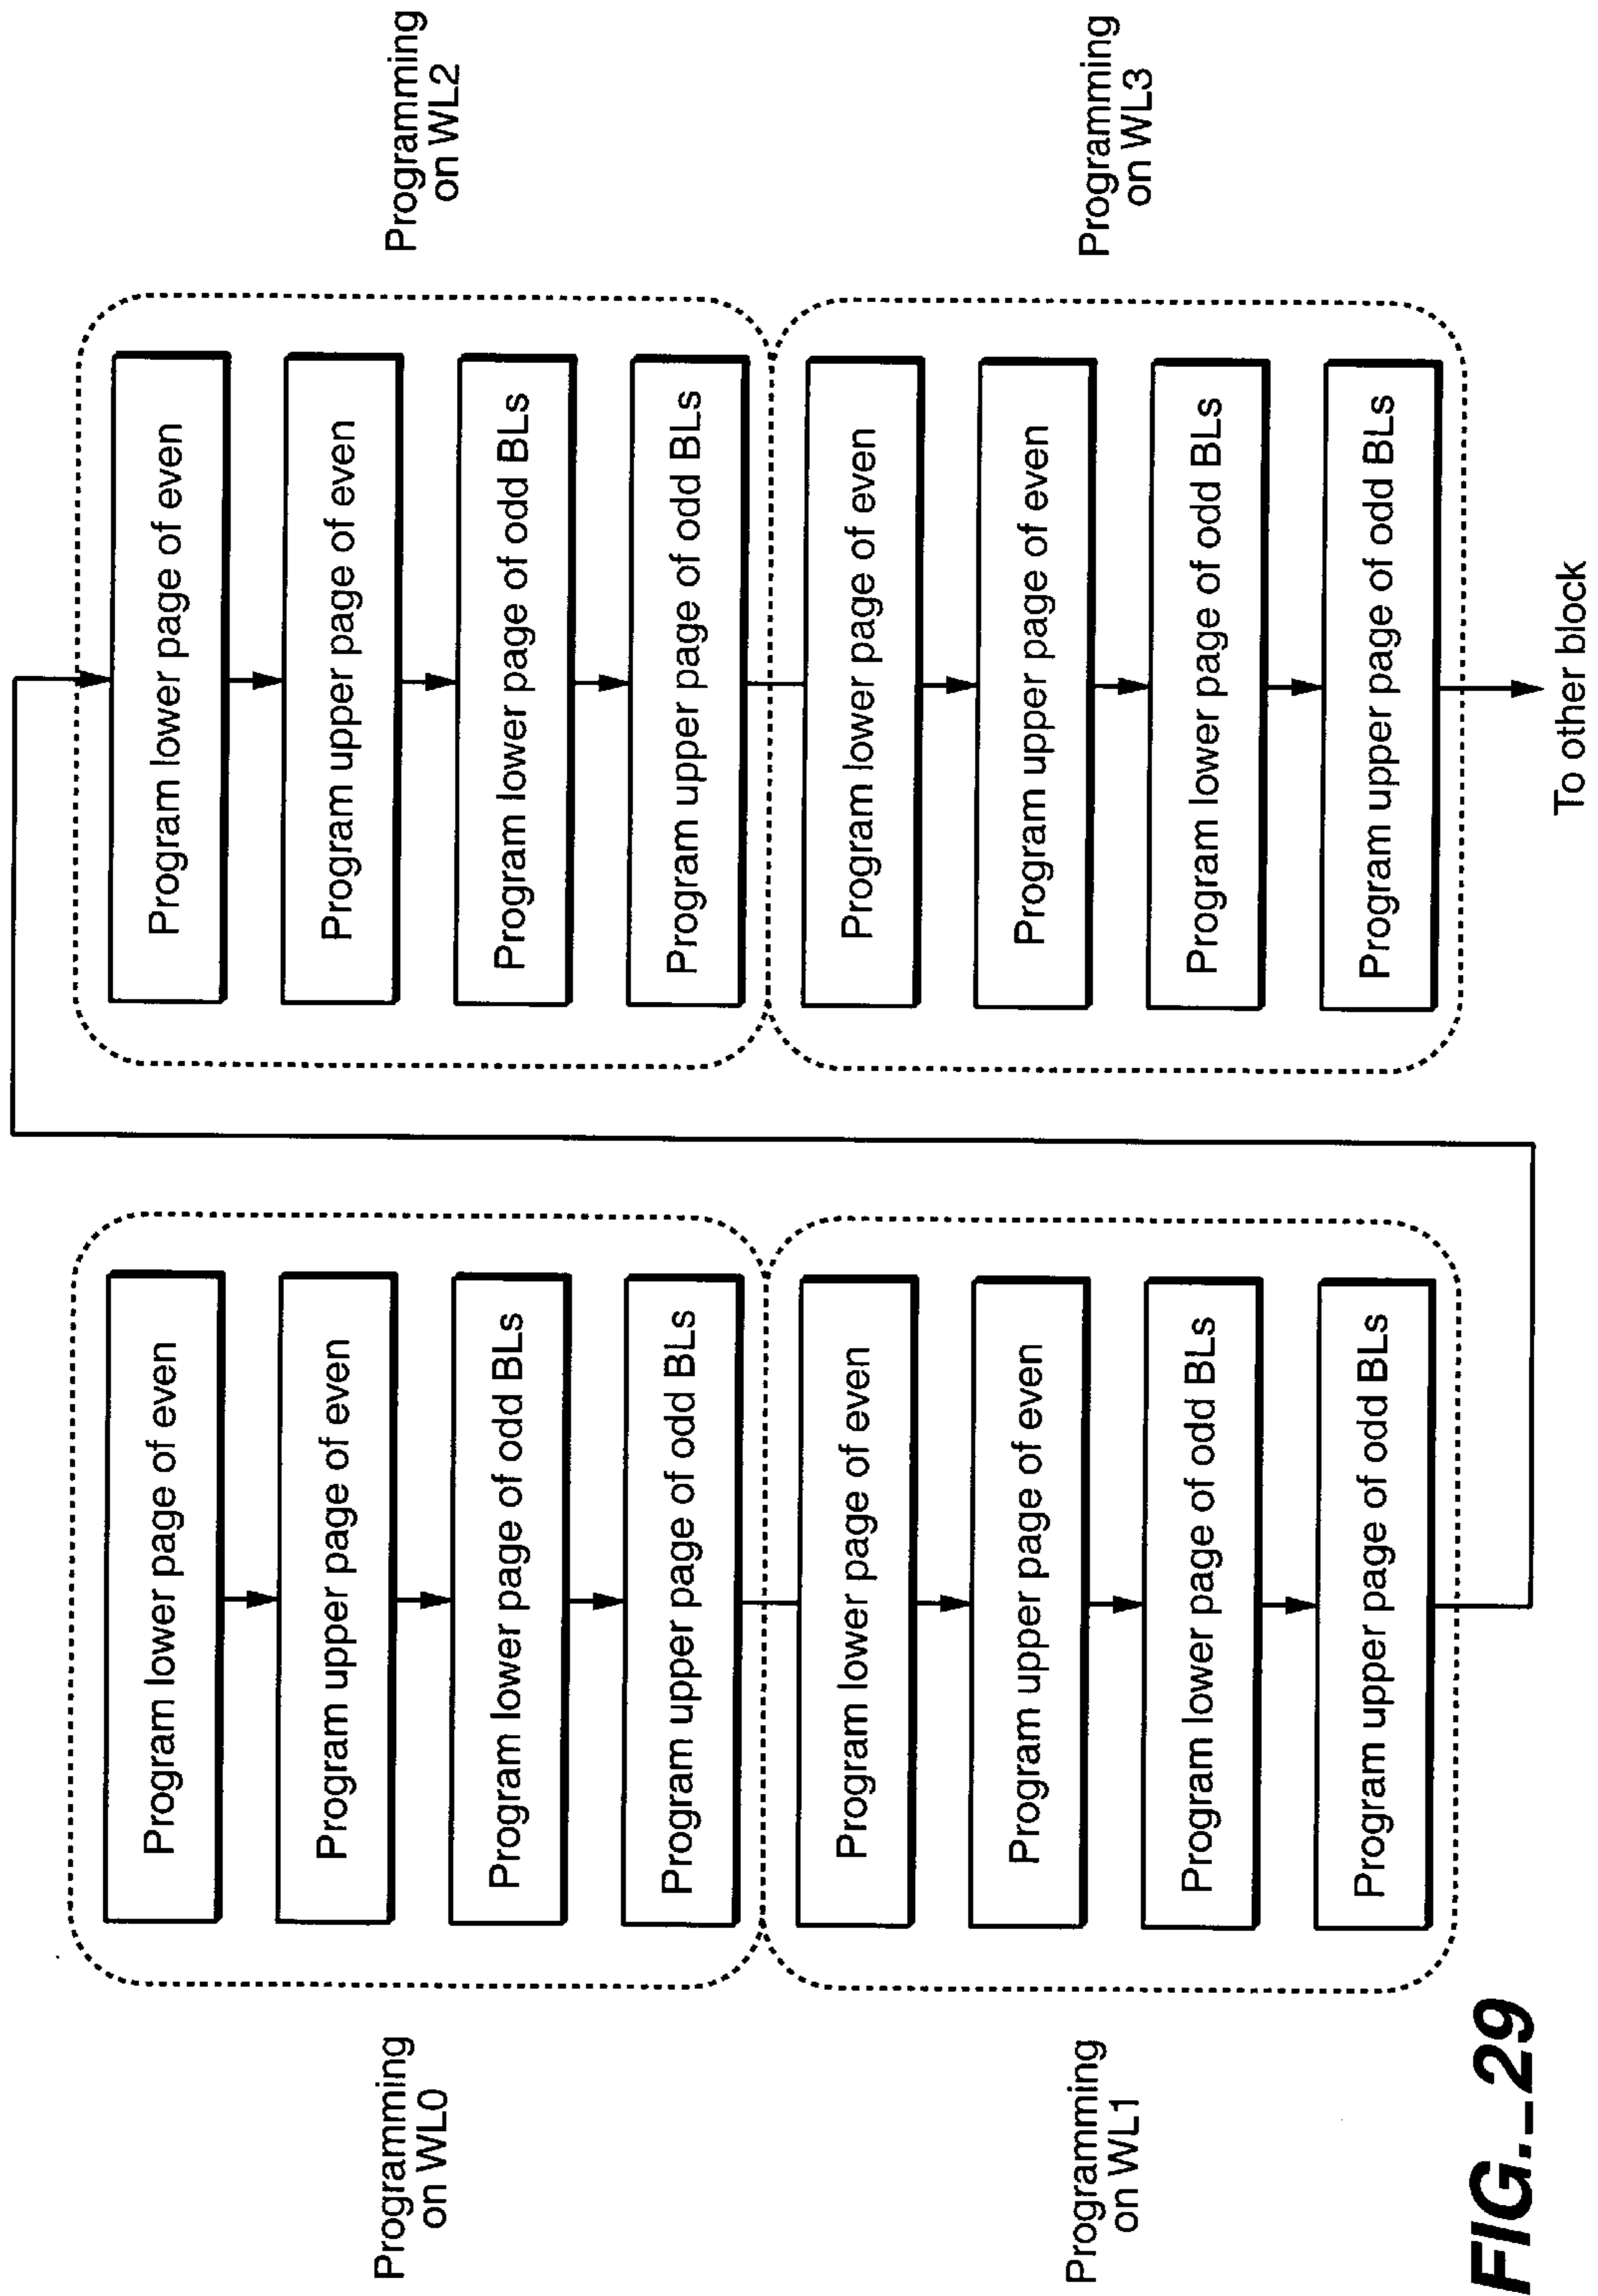 Programming
on WL0
Program lower page of even
Program upper page of even
Program lower page of odd BLs
Program upper page of odd BLs
Programming
on WL1
Program lower page of even
Program upper page of even
Program lower page of odd BLs
Program upper page of odd BLs
Programming
on WL2
Program lower page of even
Program upper page of even
Program lower page of odd BLs
Program upper page of odd BLs
Programming
on WL3
Program lower page of even
Program upper page of even
Program lower page of odd BLs
Program upper page of odd BLs
To other block
FIG._29